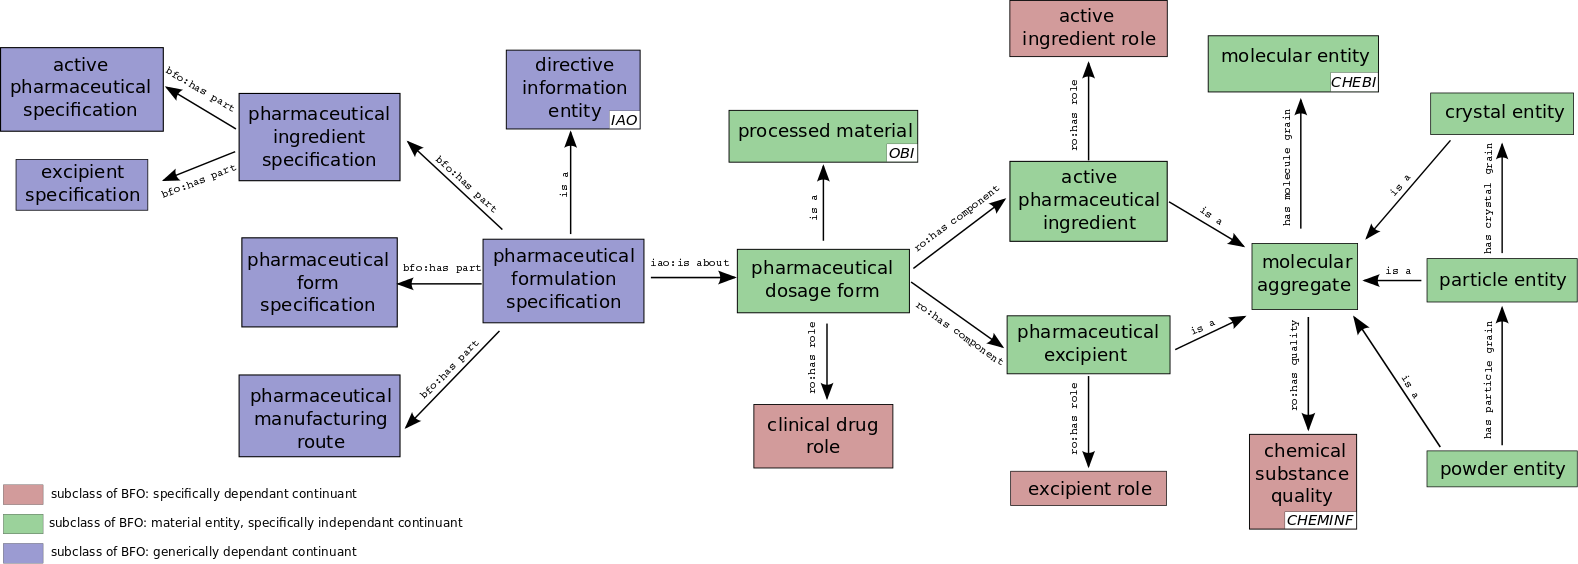 active
pharmaceutical
specification
bfo:has part
pharmaceutical
ingredient
specification
excipient
specification
bfo:has part
directive
information
entity
IAO
is a
bfo:has part
pharmaceutical
form
specification
bfo:has part
pharmaceutical
formulation
specification
bfo:has part
pharmaceutical
manufacturing
route
iao:is about
processed material
OBI
is a
pharmaceutical
dosage form
ro:has role
clinical drug
role
active
ingredient role
ro:has role
ro:has component
active
pharmaceutical
ingredient
ro:has component
pharmaceutical
excipient
ro:has role
excipient role
is a
is a
molecular entity
CHEBI
has molecule grain
molecular
aggregate
ro:has quality
chemical
substance
quality
CHEMINF
crystal entity
is a
has crystal grain
is a
particle entity
is a
has particle grain
powder entity
subclass of BFO: specifically dependant continuant
subclass of BFO: material entity, specifically independant continuant
subclass of BFO: generically dependant continuant